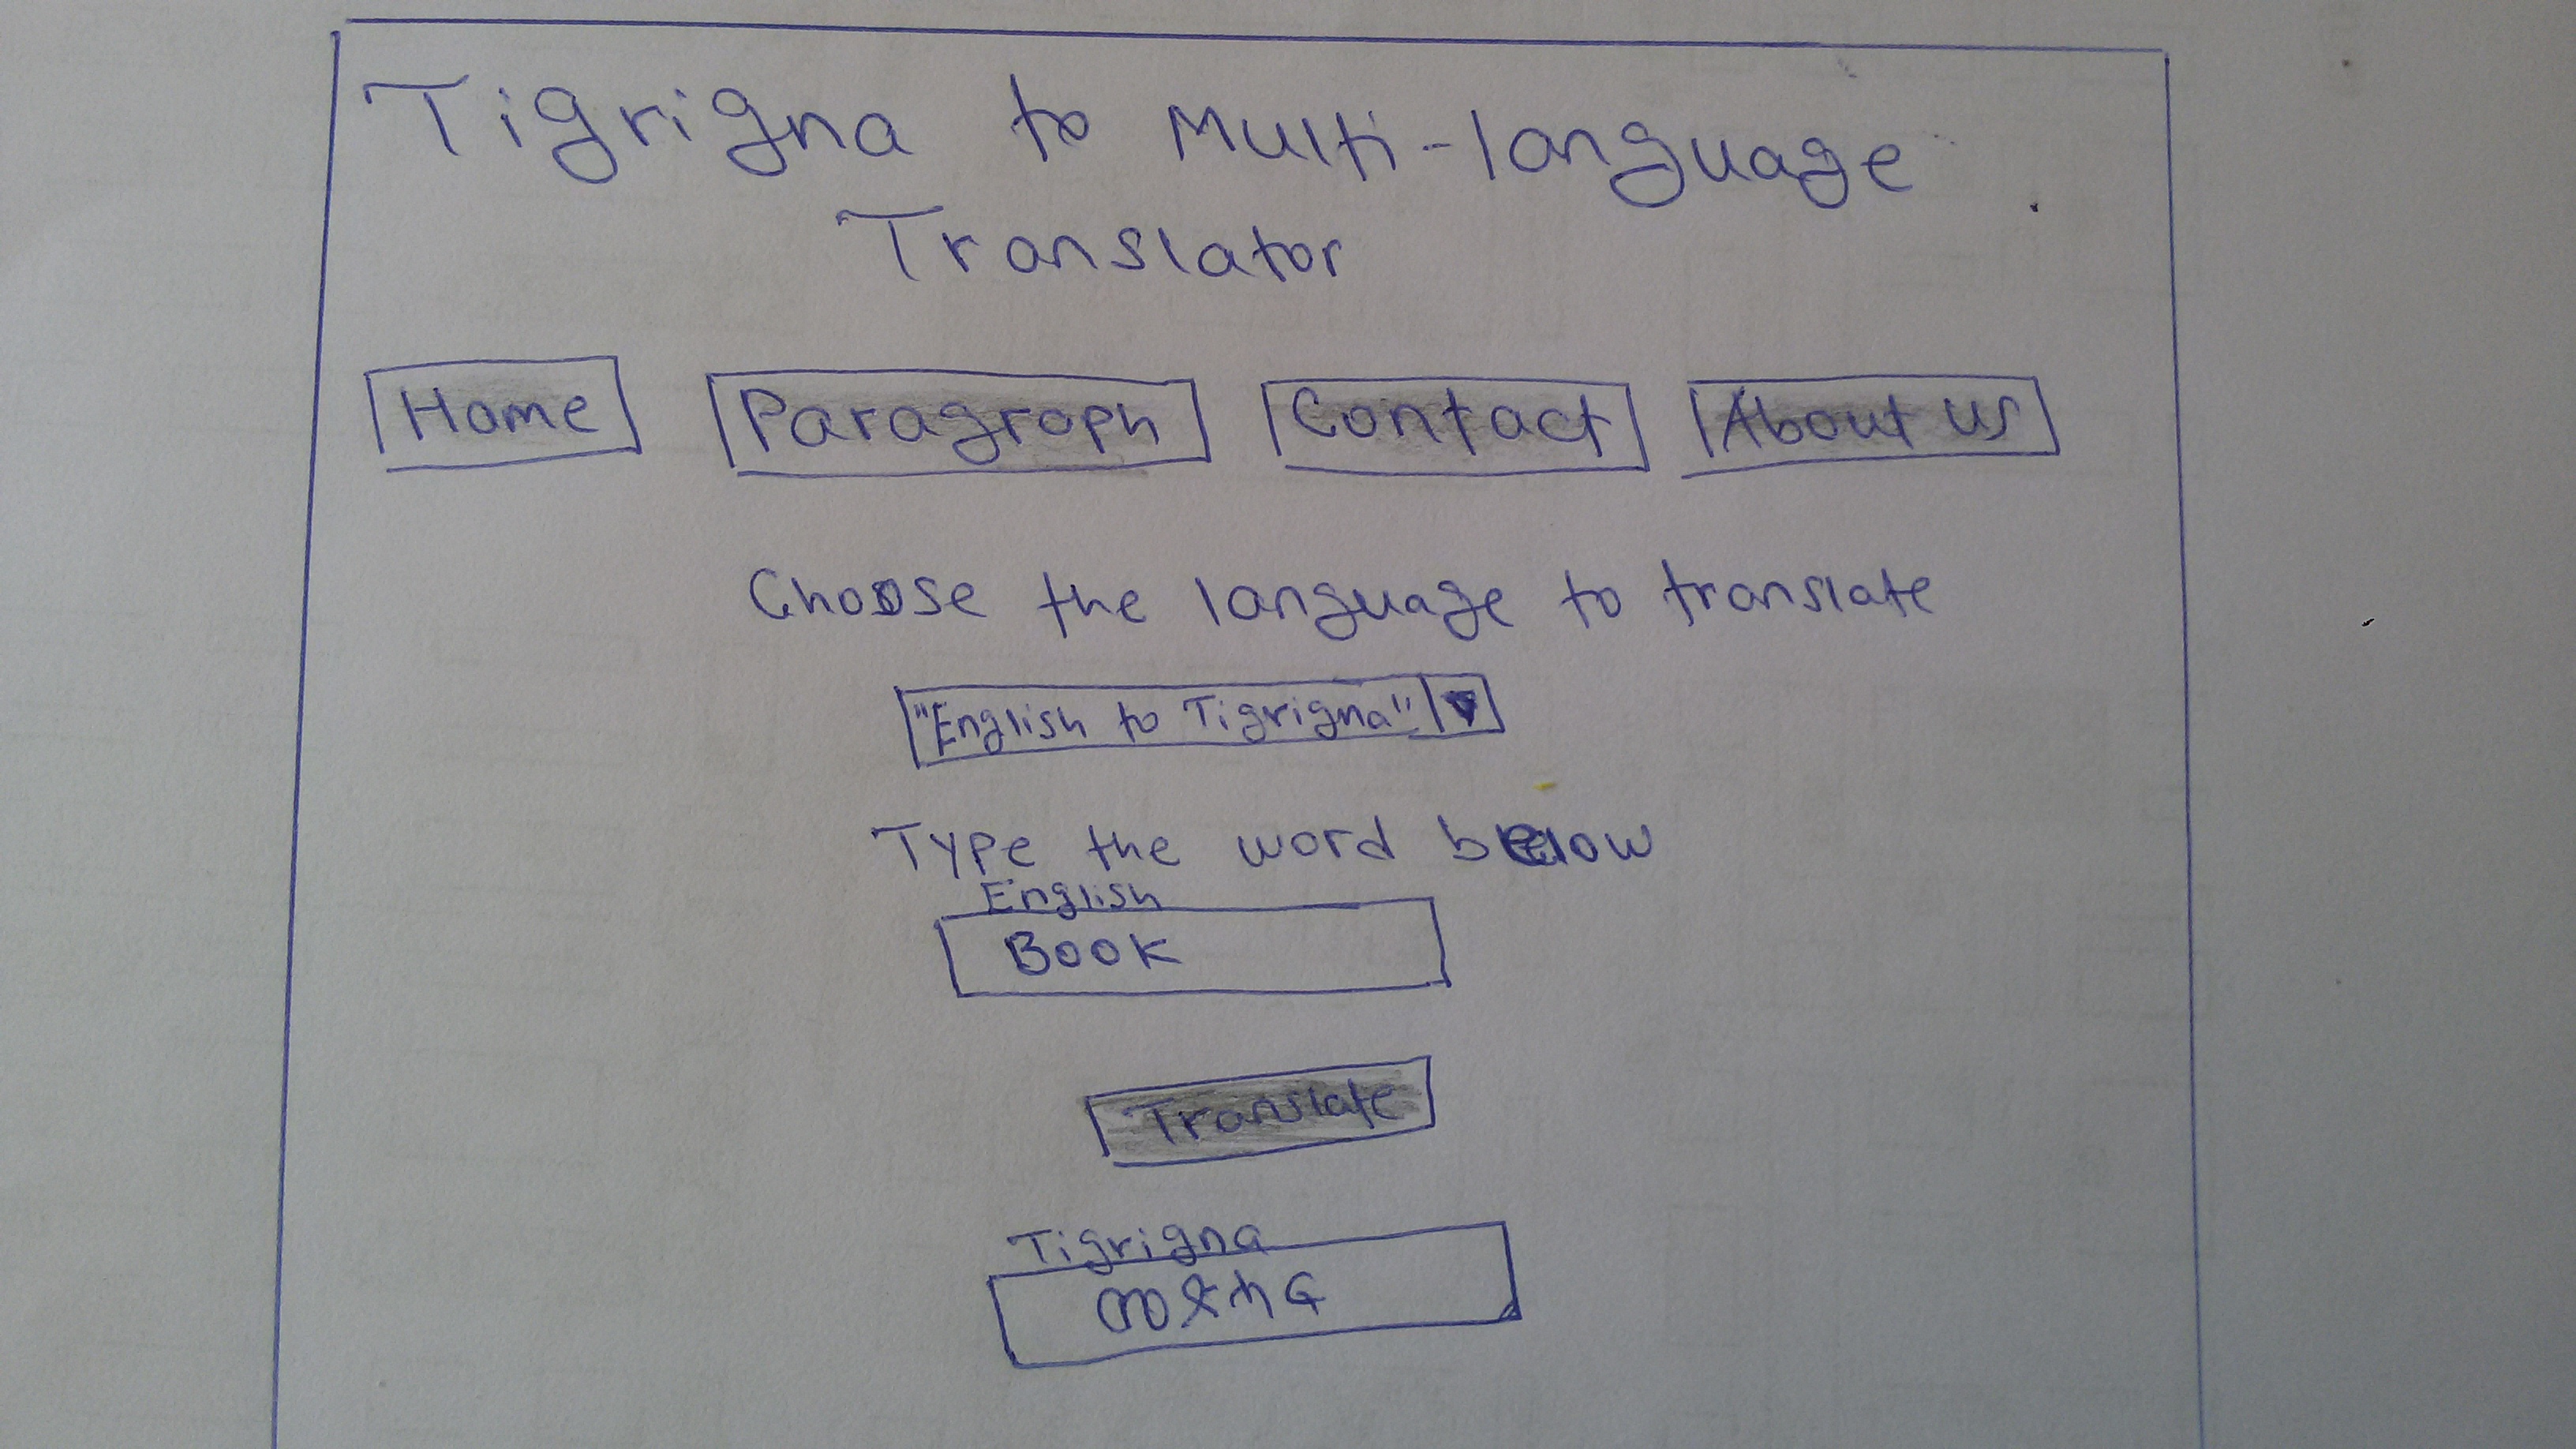 Tigrigna to Multi-language
Translator
Home Paragraph Contact About us
Choose the language to translate
"English to Tigrigna"
Type the word below
English
Book
Translate
Tigrigna
መጽሓፍ